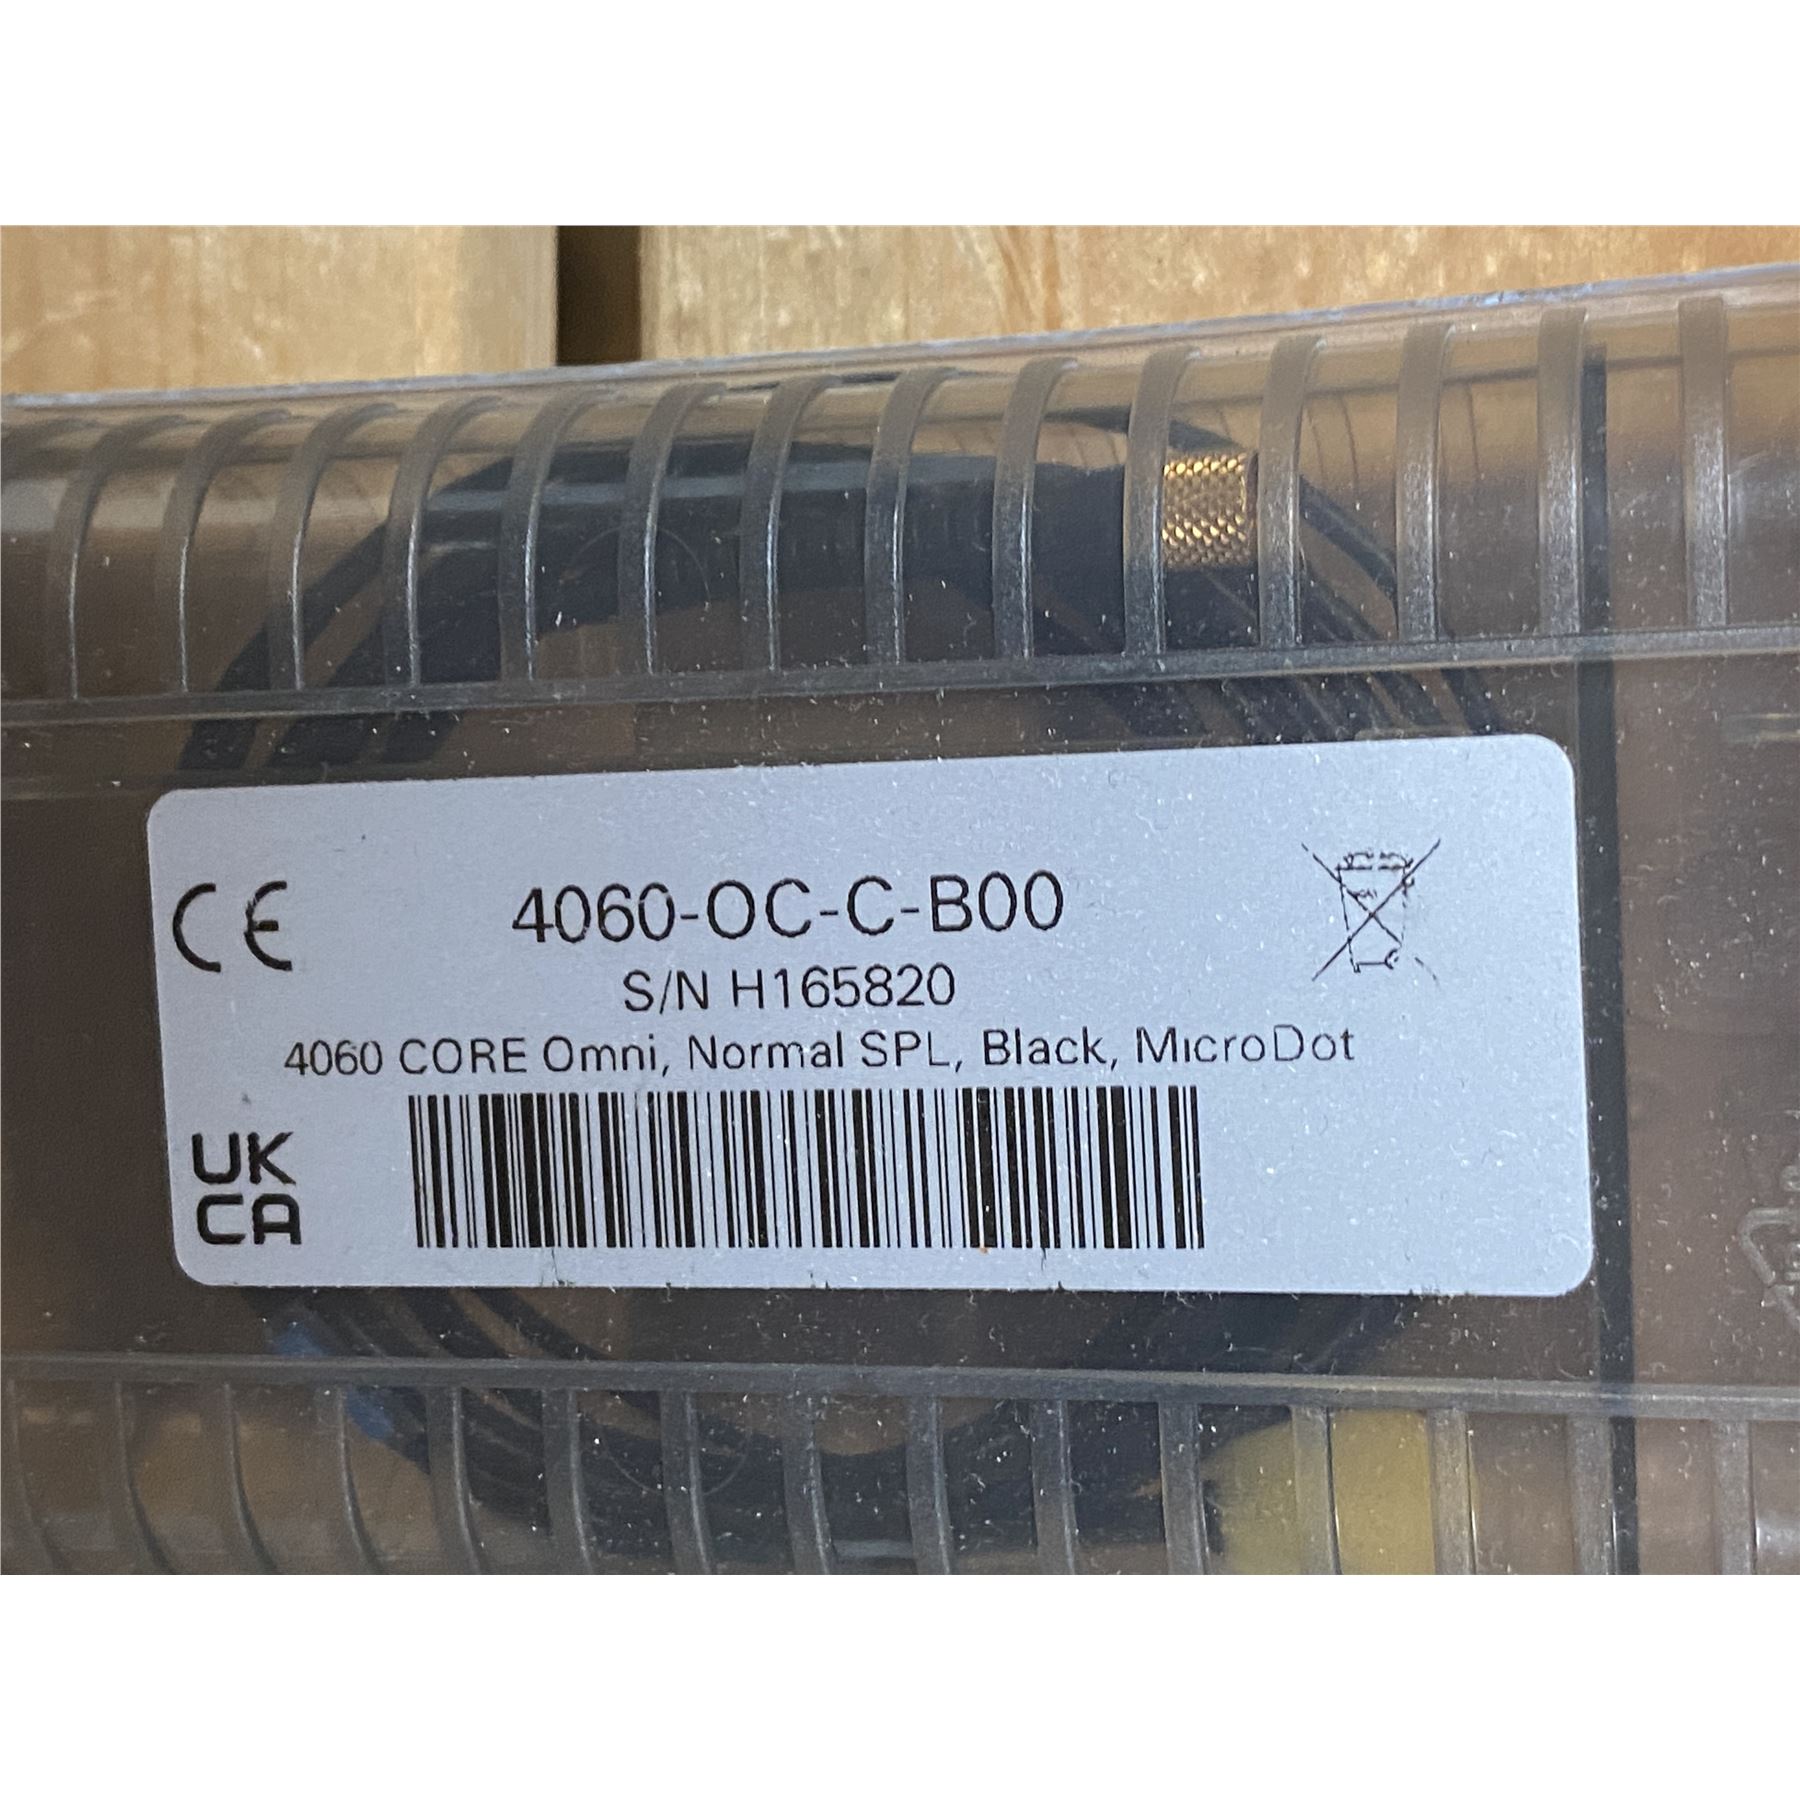 CE
4060-OC-C-B00
S/N H165820
4060 CORE Omni, Normal SPL, Black, MicroDot
UK
CA